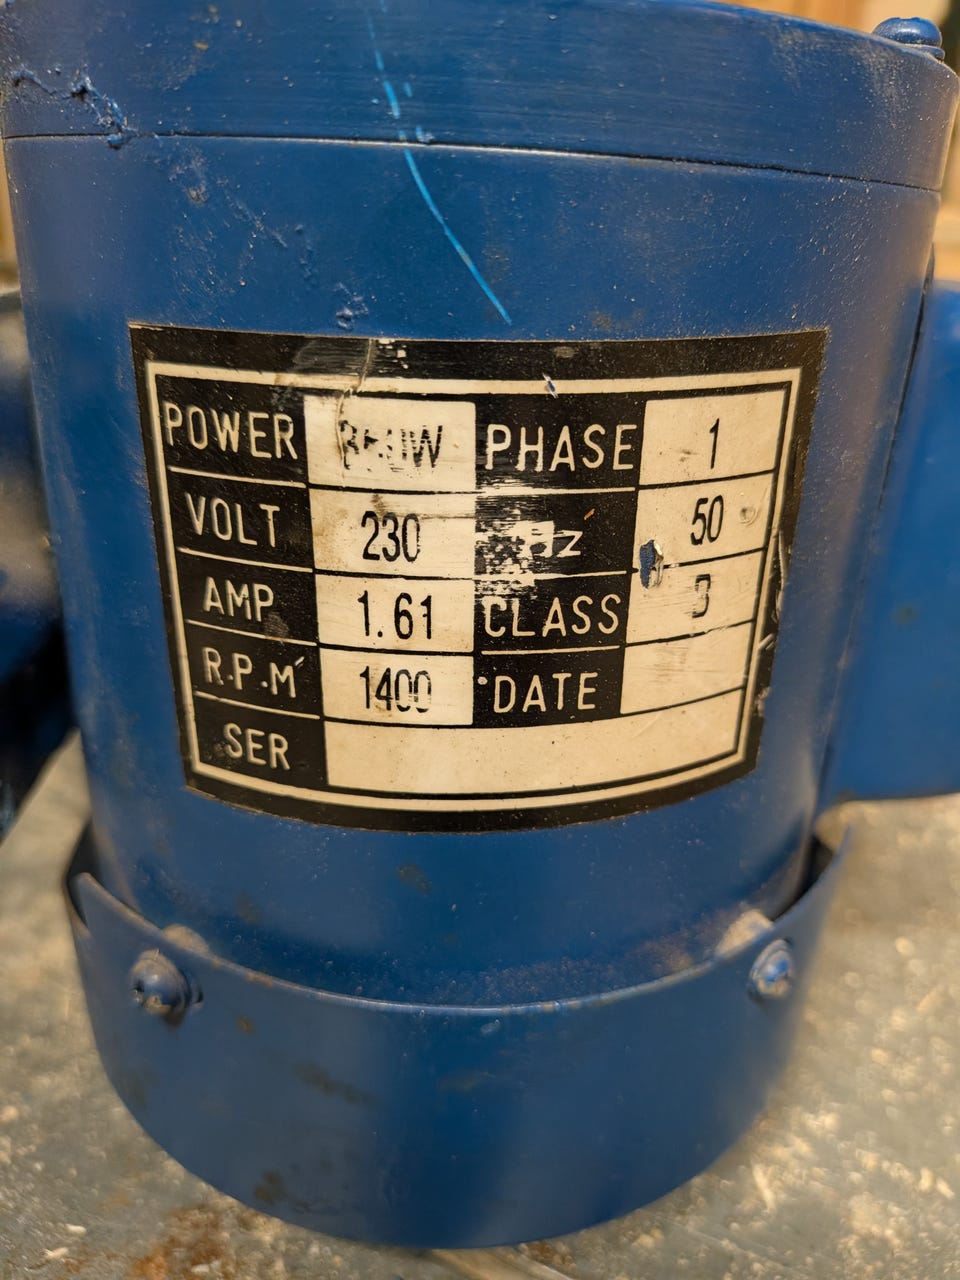 POWER PHASE 1
VOLT 230 50
AMP 1.61 CLASS
R.P.M 1400 DATE
SER